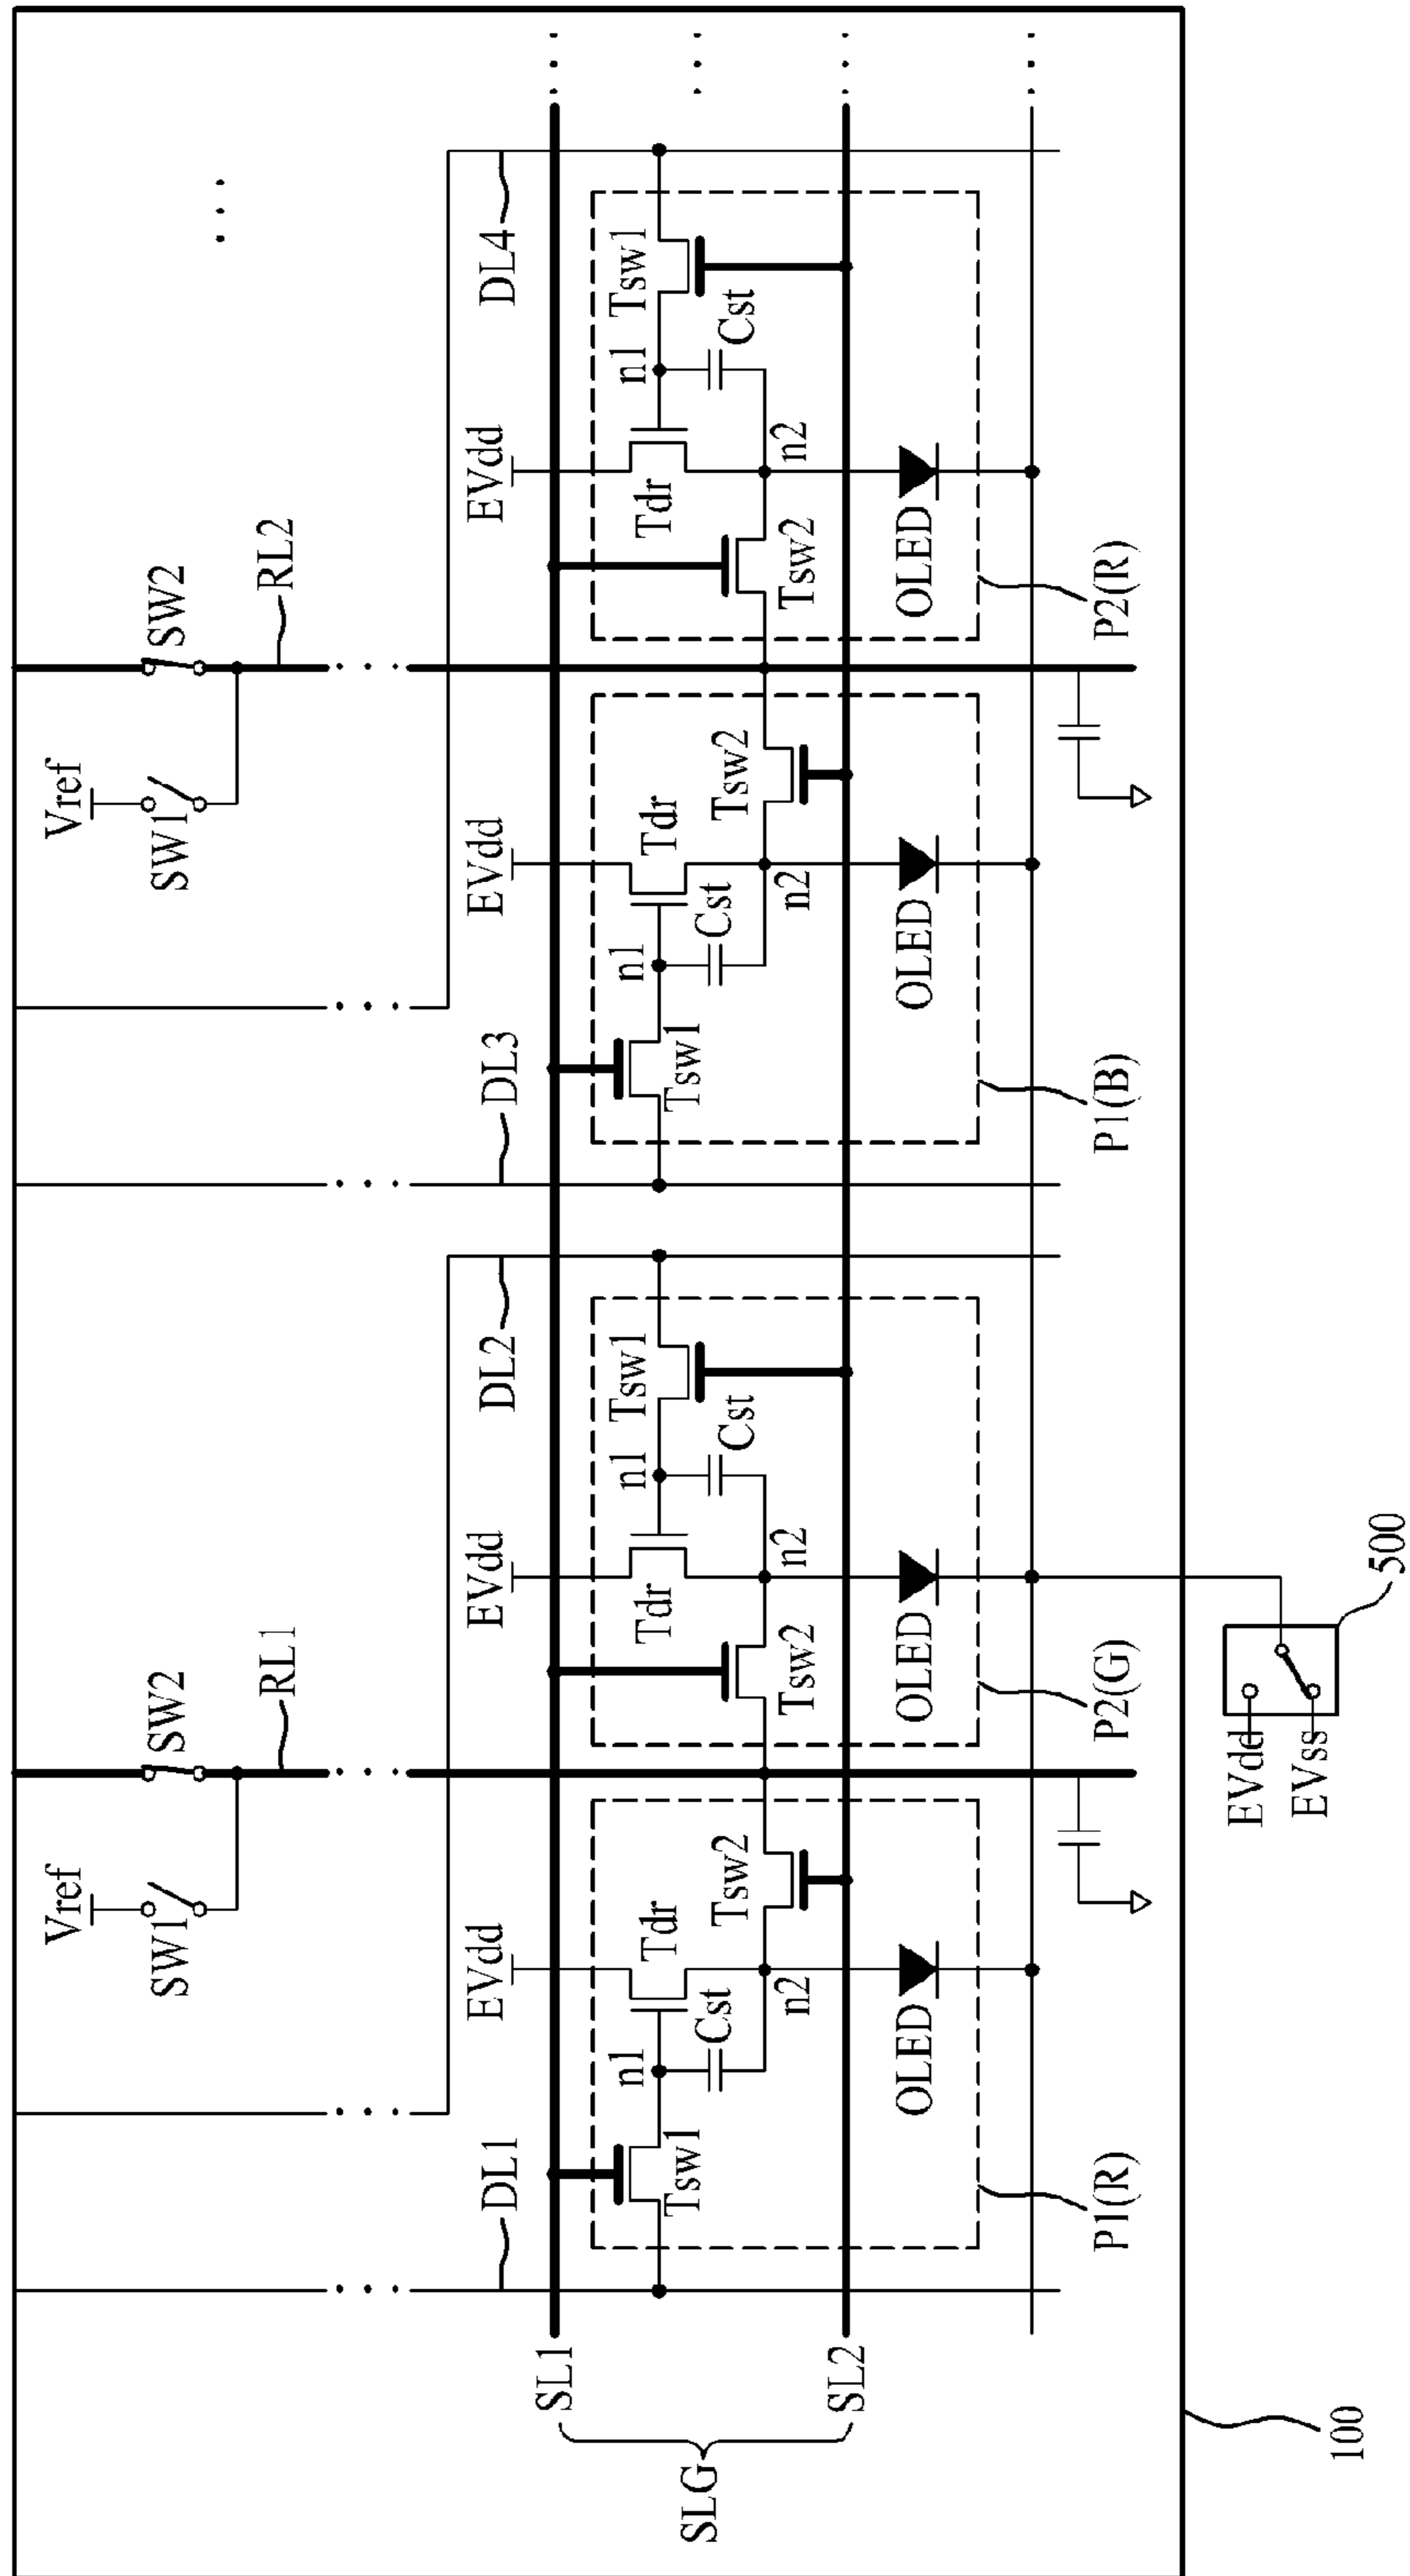 Vref
SW1
SW2
RL1
Vref
SW1
SW2
RL2
DL1
EVdd
EVdd
DL2
DL3
EVdd
EVdd
DL4
SLG
SL1
SL2
Tsw1
n1
Cst
Tdr
n2
Tsw2
OLED
P1(R)
Tsw2
Tdr
n1
Tsw1
Cst
n2
OLED
P2(G)
Tsw1
n1
Cst
Tdr
n2
Tsw2
OLED
P1(B)
Tsw2
Tdr
n1
Tsw1
Cst
n2
OLED
P2(R)
100
EVdd
EVss
500